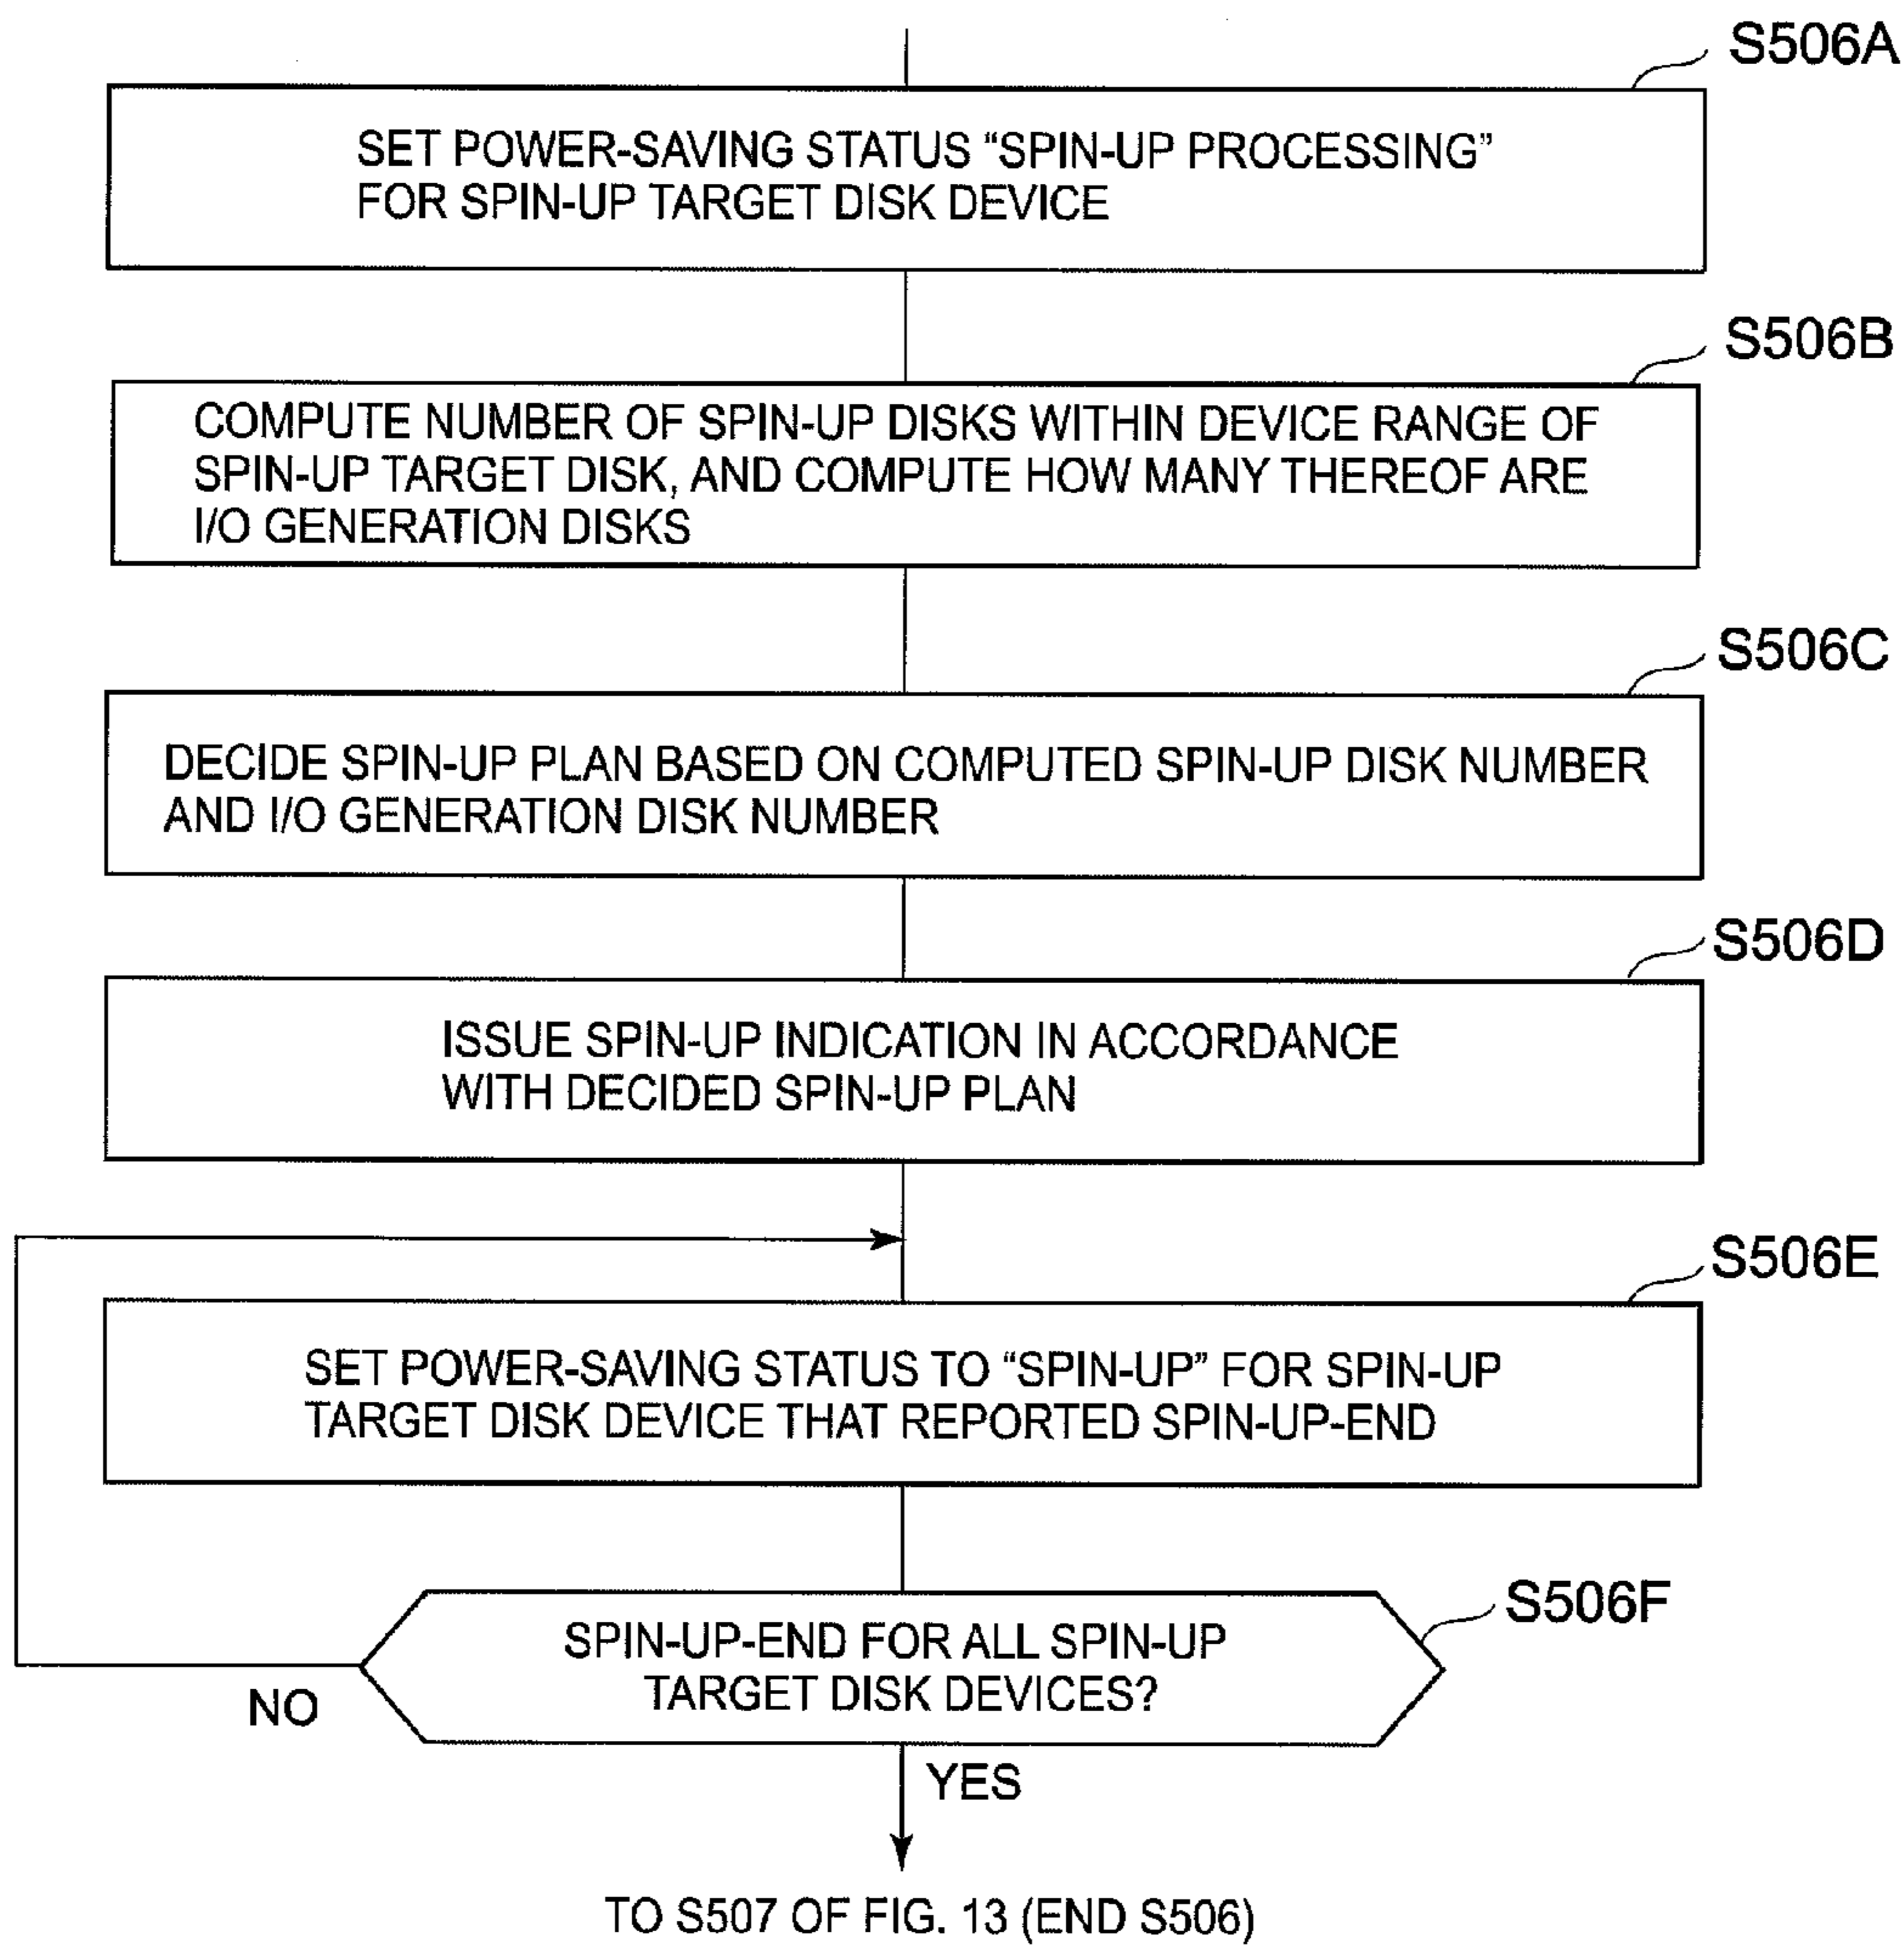 S506A
SET POWER-SAVING STATUS “SPIN-UP PROCESSING”
FOR SPIN-UP TARGET DISK DEVICE
S506B
COMPUTE NUMBER OF SPIN-UP DISKS WITHIN DEVICE RANGE OF
SPIN-UP TARGET DISK, AND COMPUTE HOW MANY THEREOF ARE
I/O GENERATION DISKS
S506C
DECIDE SPIN-UP PLAN BASED ON COMPUTED SPIN-UP DISK NUMBER
AND I/O GENERATION DISK NUMBER
S506D
ISSUE SPIN-UP INDICATION IN ACCORDANCE
WITH DECIDED SPIN-UP PLAN
S506E
SET POWER-SAVING STATUS TO “SPIN-UP” FOR SPIN-UP
TARGET DISK DEVICE THAT REPORTED SPIN-UP-END
S506F
SPIN-UP-END FOR ALL SPIN-UP
TARGET DISK DEVICES?
NO
YES
TO S507 OF FIG. 13 (END S506)